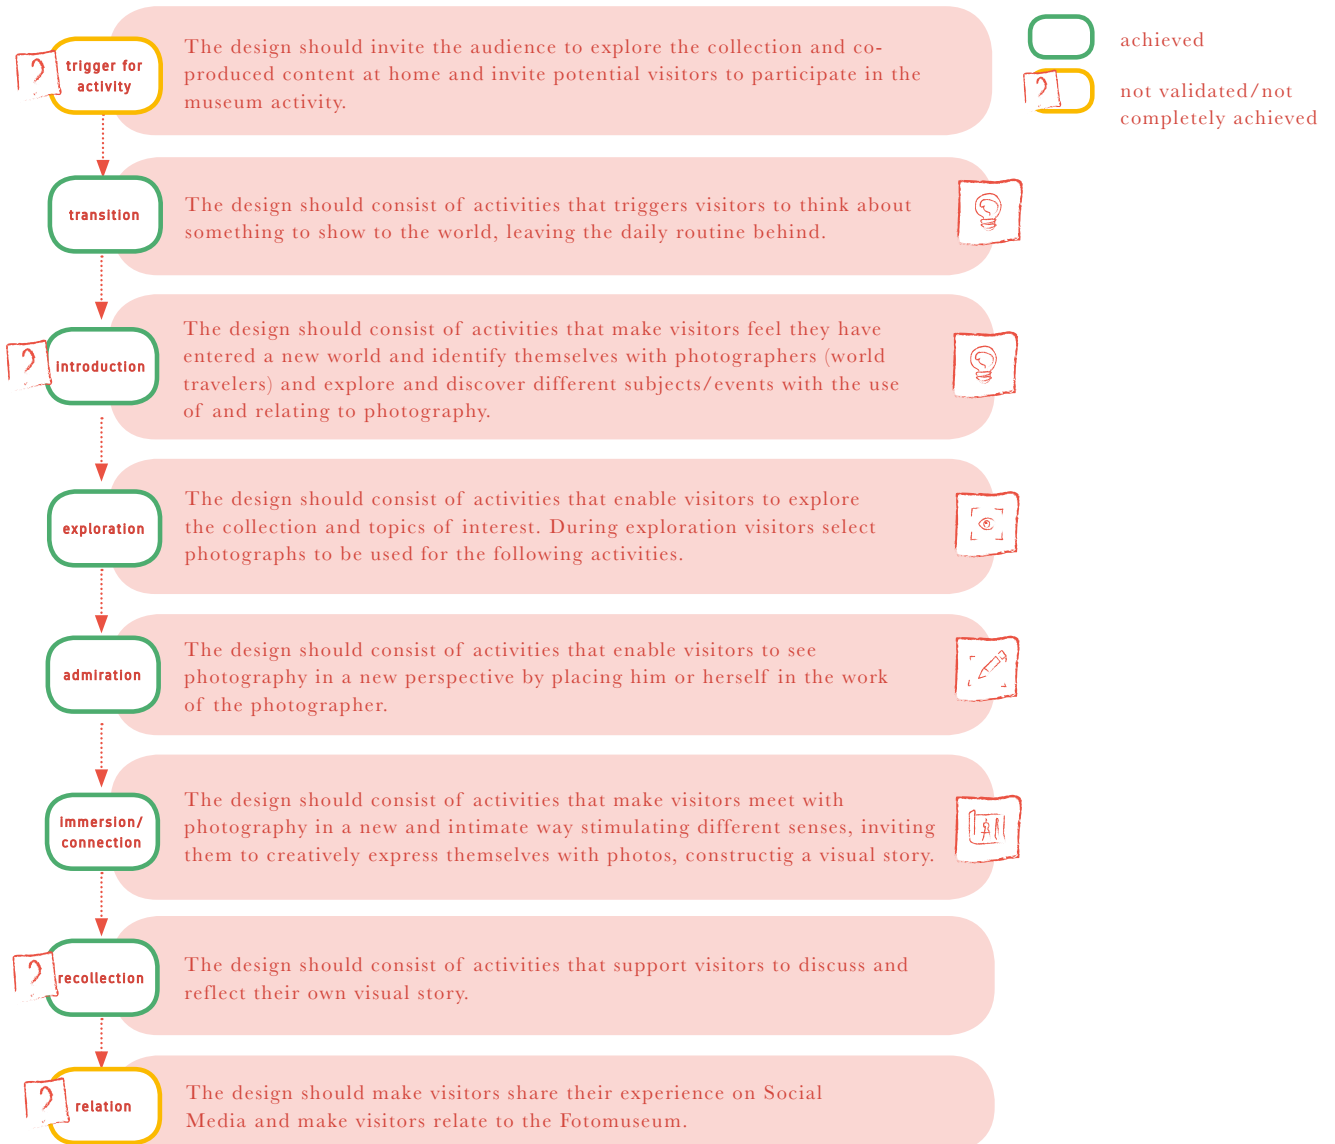 trigger for
activity
The design should invite the audience to explore the collection and co-
produced content at home and invite potential visitors to participate in the
museum activity.
achieved
not validated/not
completely achieved
transition
The design should consist of activities that triggers visitors to think about
something to show to the world, leaving the daily routine behind.
introduction
The design should consist of activities that make visitors feel they have
entered a new world and identify themselves with photographers (world
travelers) and explore and discover different subjects/events with the use
of and relating to photography.
exploration
The design should consist of activities that enable visitors to explore
the collection and topics of interest. During exploration visitors select
photographs to be used for the following activities.
admiration
The design should consist of activities that enable visitors to see
photography in a new perspective by placing him or herself in the work
of the photographer.
immersion/
connection
The design should consist of activities that make visitors meet with
photography in a new and intimate way stimulating different senses, inviting
them to creatively express themselves with photos, constructig a visual story.
recollection
The design should consist of activities that support visitors to discuss and
reflect their own visual story.
relation
The design should make visitors share their experience on Social
Media and make visitors relate to the Fotomuseum.